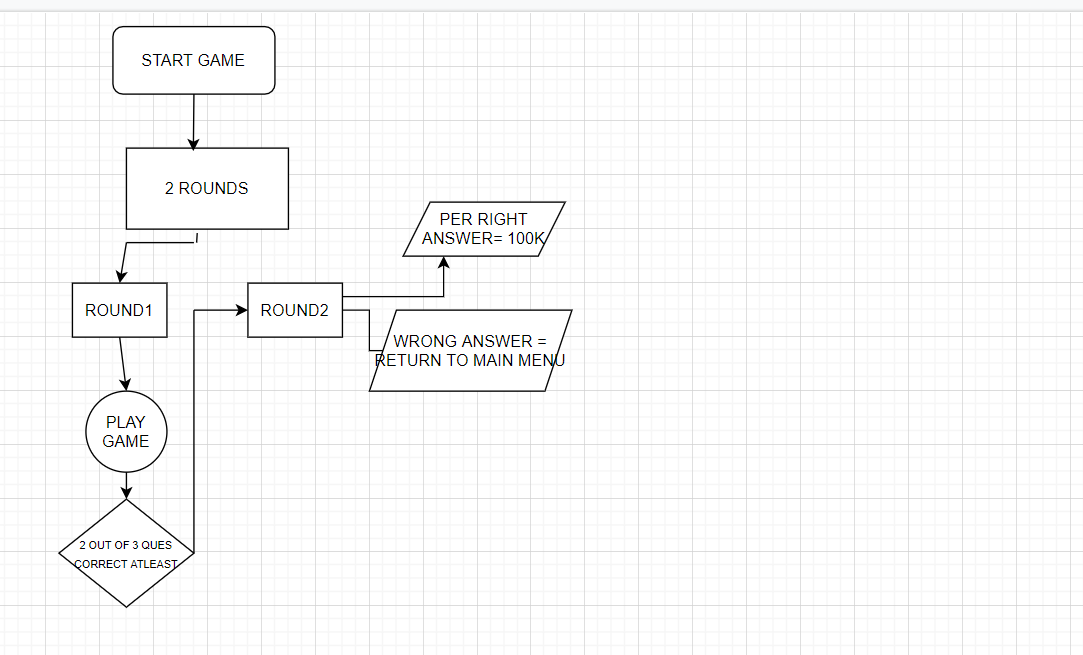 START GAME
2 ROUNDS
PER RIGHT
ANSWER= 100K
ROUND1
ROUND2
WRONG ANSWER =
RETURN TO MAIN MENU
PLAY
GAME
2 OUT OF 3 QUES
CORRECT ATLEAST